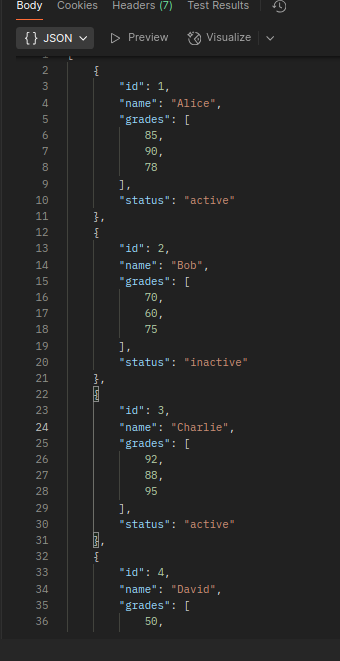 Body Cookies Headers (7) Test Results
{} JSON Preview Visualize
1 [
2 {
3 "id": 1,
4 "name": "Alice",
5 "grades": [
6 85,
7 90,
8 78
9 ],
10 "status": "active"
11 },
12 {
13 "id": 2,
14 "name": "Bob",
15 "grades": [
16 70,
17 60,
18 75
19 ],
20 "status": "inactive"
21 },
22 {
23 "id": 3,
24 "name": "Charlie",
25 "grades": [
26 92,
27 88,
28 95
29 ],
30 "status": "active"
31 },
32 {
33 "id": 4,
34 "name": "David",
35 "grades": [
36 50,